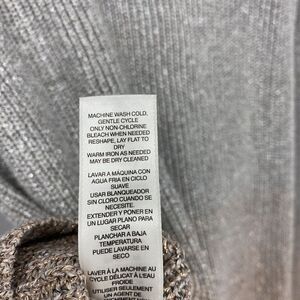 MACHINE WASH COLD,
GENTLE CYCLE
ONLY NON-CHLORINE
BLEACH WHEN NEEDED
RESHAPE, LAY FLAT TO
DRY
WARM IRON AS NEEDED
MAY BE DRY CLEANED
LAVAR A MÁQUINA CON
AGUA FRIA EN CICLO
SUAVE
USAR BLANQUEADOR
SIN CLORO CUANDO SE
NECESITE.
EXTENDER Y PONER EN
UN LUGAR PLANO PARA
SECAR
PLANCHAR A BAJA
TEMPERATURA
PUEDE LAVARSE EN
SECO
LAVER À LA MACHINE AU
CYCLE DÉLICAT À L'EAU
FROIDE
UTILISER SEULEMENT
UN AGENT DE